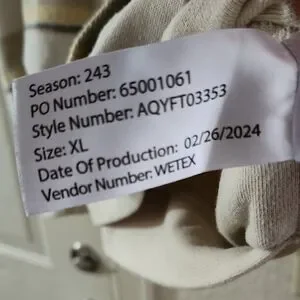 Season: 243
PO Number: 65001061
Style Number: AQYFT03353
Size: XL
Date Of Production: 02/26/2024
Vendor Number: WETEX